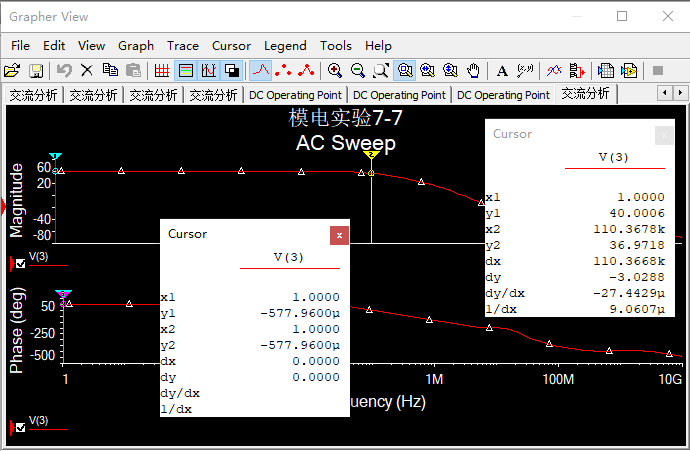 Grapher View
File Edit View Graph Trace Cursor Legend Tools Help
交流分析 交流分析 交流分析 交流分析 DC Operating Point DC Operating Point DC Operating Point 交流分析
模电实验7-7
AC Sweep
Magnitude
60
20
-40
-80
V(3)
Cursor
V(3)
x1 1.0000
y1 40.0006
x2 110.3678k
y2 36.9718
dx 110.3668k
dy -3.0288
dy/dx -27.4429µ
1/dx 9.0607µ
Cursor
V(3)
x1 1.0000
y1 -577.9600µ
x2 1.0000
y2 -577.9600µ
dx 0.0000
dy 0.0000
dy/dx
1/dx
Phase (deg)
50
-250
-500
1 1M 100M 10G
uency (Hz)
V(3)